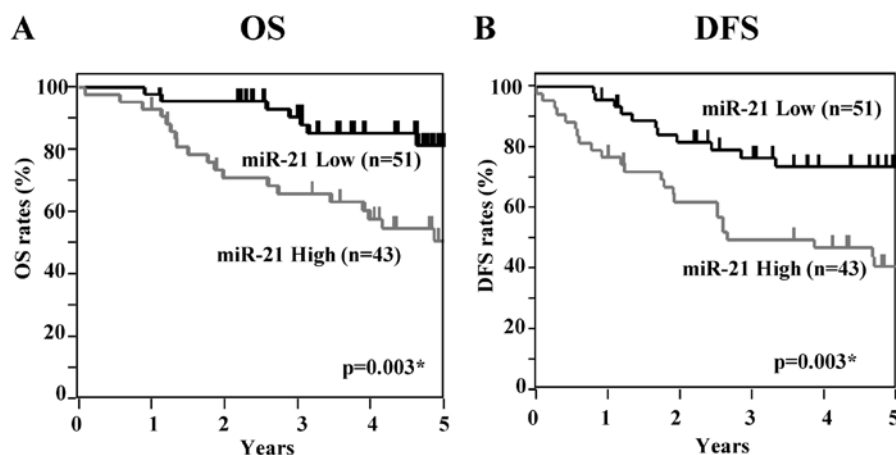 A
OS
OS rates (%)
100
80
60
40
20
0
miR-21 Low (n=51)
miR-21 High (n=43)
p=0.003*
0 1 2 3 4 5
Years
B
DFS
DFS rates (%)
100
80
60
40
20
0
miR-21 Low (n=51)
miR-21 High (n=43)
p=0.003*
0 1 2 3 4 5
Years